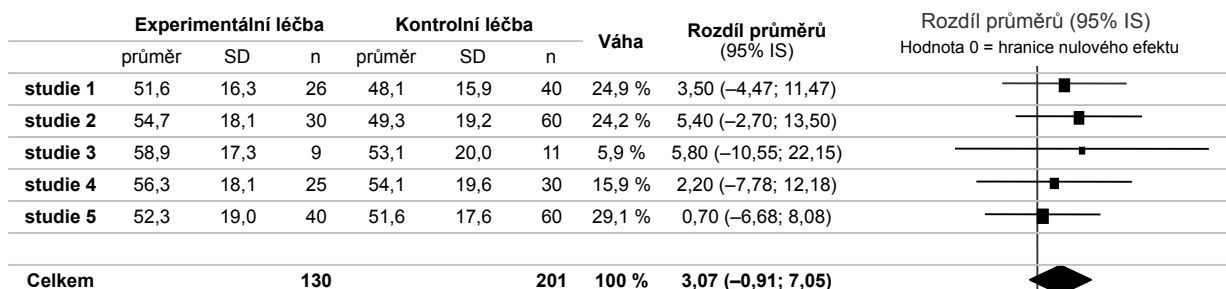 Experimentální léčba Kontrolní léčba Váha Rozdíl průměrů (95% IS) Rozdíl průměrů (95% IS)
průměr SD n průměr SD n Hodnota 0 = hranice nulového efektu
studie 1 51,6 16,3 26 48,1 15,9 40 24,9 % 3,50 (–4,47; 11,47)
studie 2 54,7 18,1 30 49,3 19,2 60 24,2 % 5,40 (–2,70; 13,50)
studie 3 58,9 17,3 9 53,1 20,0 11 5,9 % 5,80 (–10,55; 22,15)
studie 4 56,3 18,1 25 54,1 19,6 30 15,9 % 2,20 (–7,78; 12,18)
studie 5 52,3 19,0 40 51,6 17,6 60 29,1 % 0,70 (–6,68; 8,08)
Celkem 130 201 100 % 3,07 (–0,91; 7,05)